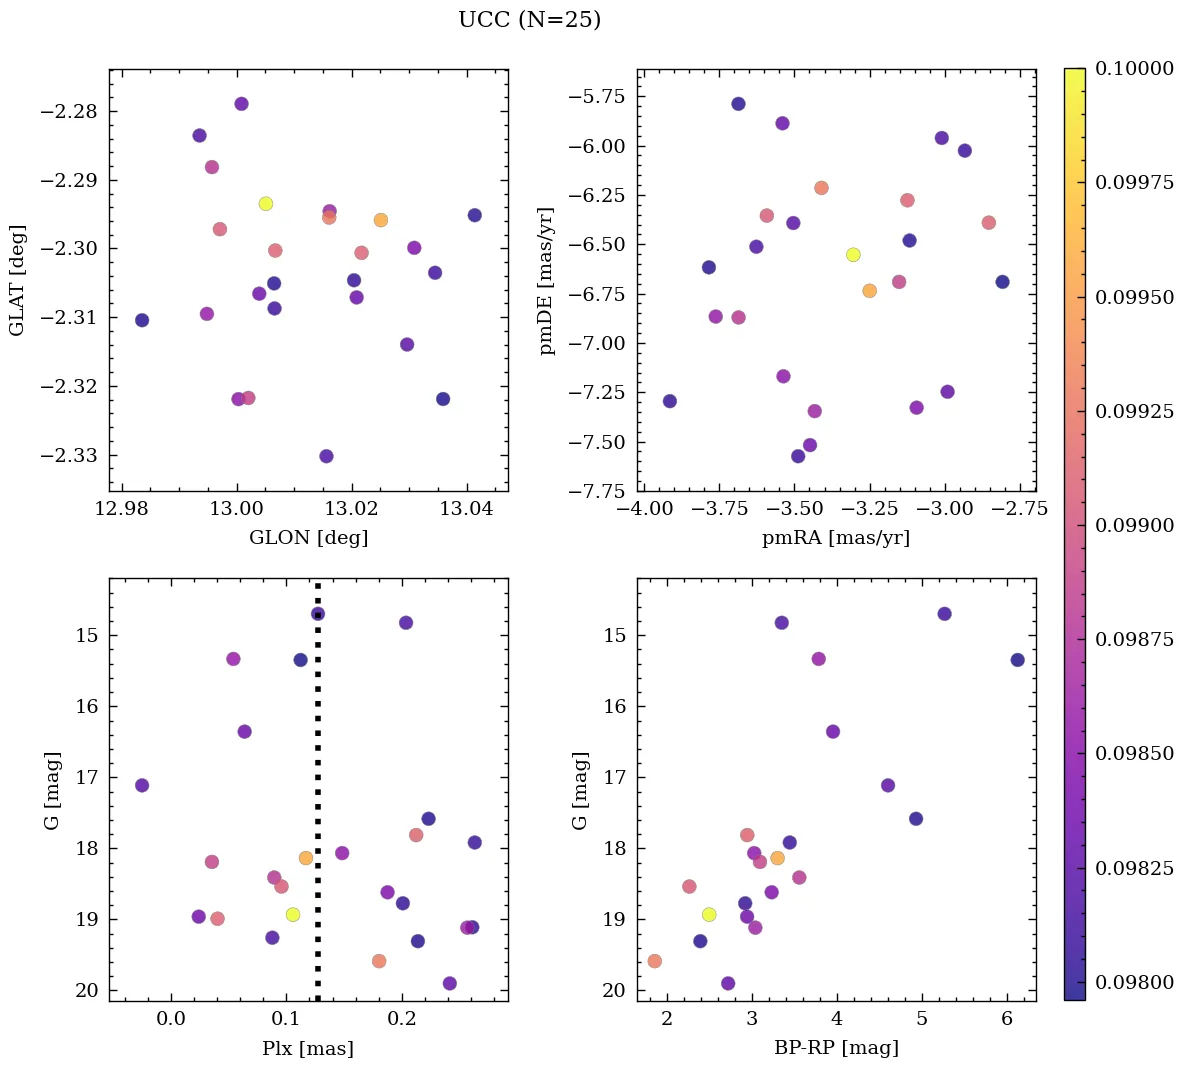 UCC (N=25)
−2.28
−2.29
−2.30
−2.31
−2.32
−2.33
GLAT [deg]
12.98 13.00 13.02 13.04
GLON [deg]
−5.75
−6.00
−6.25
−6.50
−6.75
−7.00
−7.25
−7.50
−7.75
pmDE [mas/yr]
−4.00 −3.75 −3.50 −3.25 −3.00 −2.75
pmRA [mas/yr]
15
16
17
18
19
20
G [mag]
0.0 0.1 0.2
Plx [mas]
15
16
17
18
19
20
G [mag]
2 3 4 5 6
BP-RP [mag]
0.10000
0.09975
0.09950
0.09925
0.09900
0.09875
0.09850
0.09825
0.09800